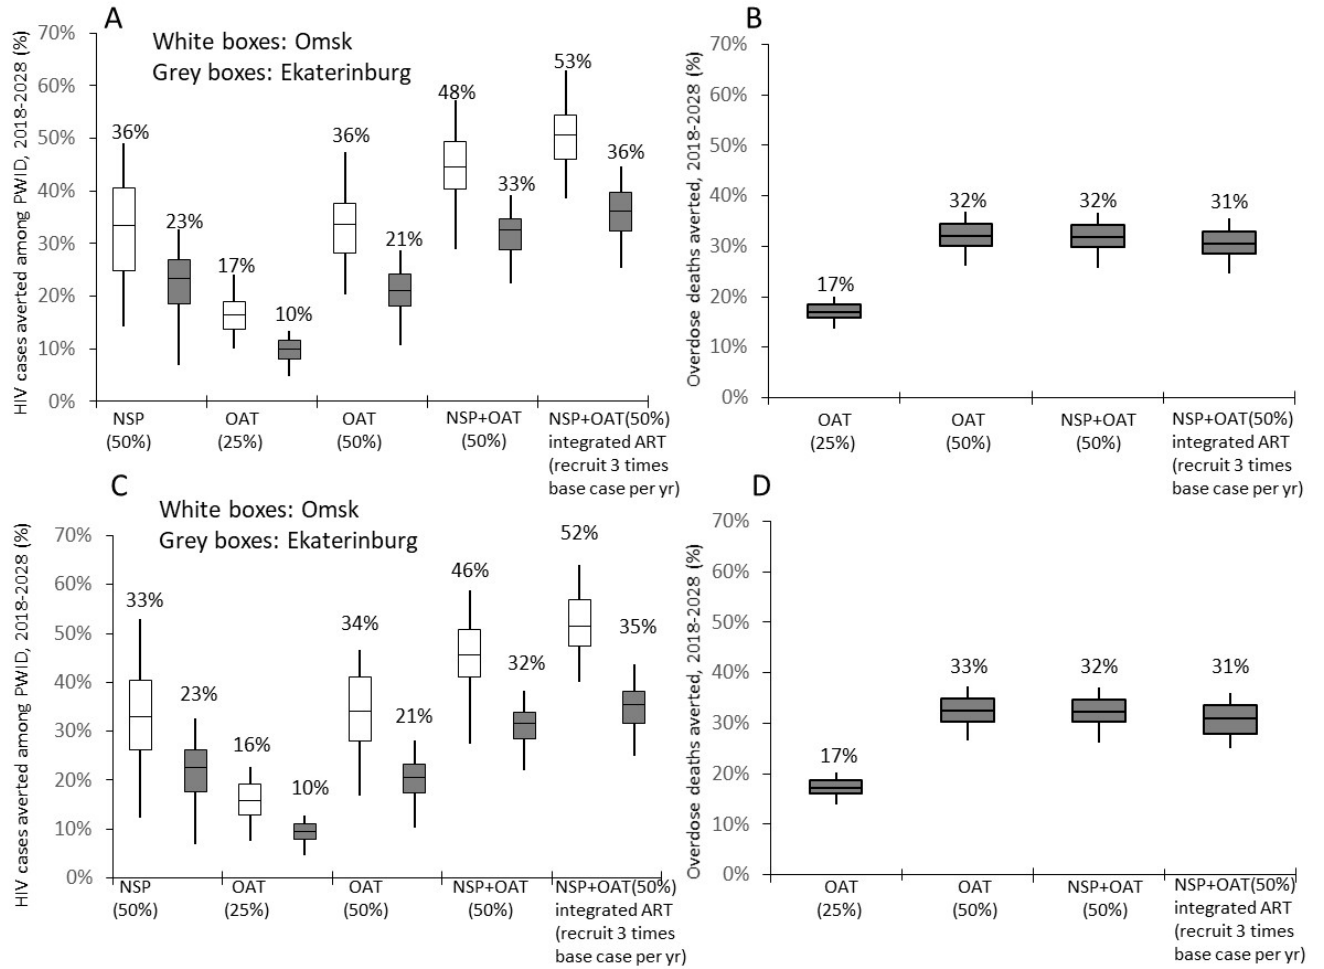 A
HIV cases averted among PWID, 2018-2028 (%)
70%
60%
50%
40%
30%
20%
10%
0%
White boxes: Omsk
Grey boxes: Ekaterinburg
36%
23%
17%
10%
36%
21%
48%
33%
53%
36%
NSP
(50%)
OAT
(25%)
OAT
(50%)
NSP+OAT
(50%)
NSP+OAT(50%)
integrated ART
(recruit 3 times
base case per yr)
B
Overdose deaths averted, 2018-2028 (%)
70%
60%
50%
40%
30%
20%
10%
0%
17%
32%
32%
31%
OAT
(25%)
OAT
(50%)
NSP+OAT
(50%)
NSP+OAT(50%)
integrated ART
(recruit 3 times
base case per yr)
C
HIV cases averted among PWID, 2018-2028 (%)
70%
60%
50%
40%
30%
20%
10%
0%
White boxes: Omsk
Grey boxes: Ekaterinburg
33%
23%
16%
10%
34%
21%
46%
32%
52%
35%
NSP
(50%)
OAT
(25%)
OAT
(50%)
NSP+OAT
(50%)
NSP+OAT(50%)
integrated ART
(recruit 3 times
base case per yr)
D
Overdose deaths averted, 2018-2028 (%)
70%
60%
50%
40%
30%
20%
10%
0%
17%
33%
32%
31%
OAT
(25%)
OAT
(50%)
NSP+OAT
(50%)
NSP+OAT(50%)
integrated ART
(recruit 3 times
base case per yr)